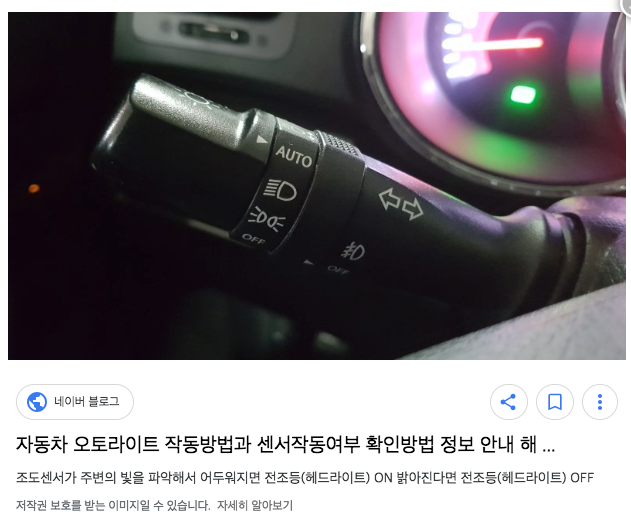 AUTO
OFF
OFF
네이버 블로그
자동차 오토라이트 작동방법과 센서작동여부 확인방법 정보 안내 해 ...
조도센서가 주변의 빛을 파악해서 어두워지면 전조등(헤드라이트) ON 밝아진다면 전조등(헤드라이트) OFF
저작권 보호를 받는 이미지일 수 있습니다. 자세히 알아보기